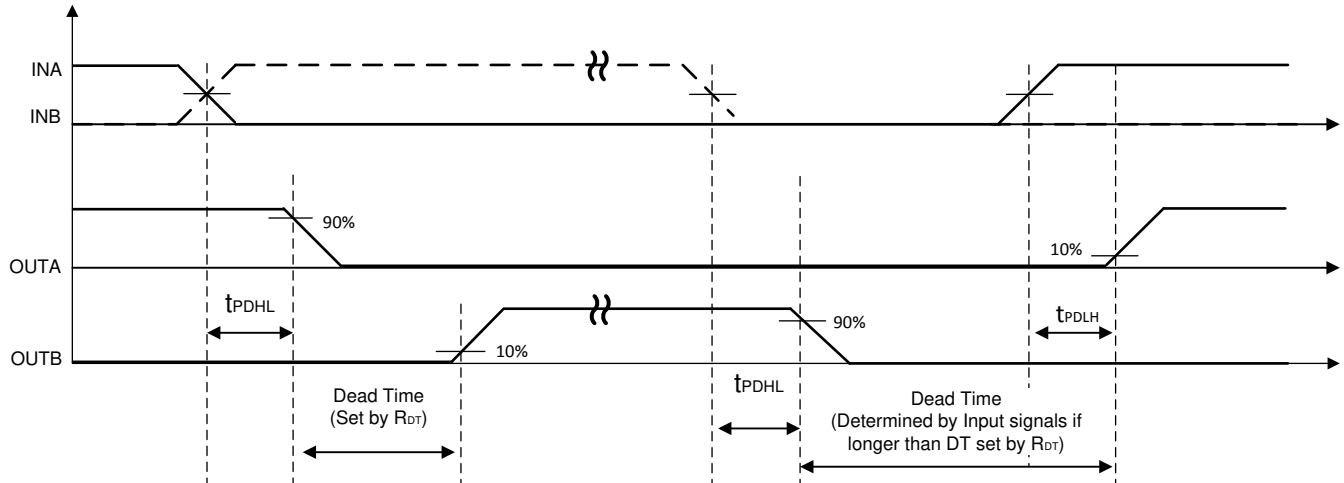 INA
INB
90%
10%
OUTA
tPDHL
tPDLH
90%
10%
OUTB
tPDHL
Dead Time
(Set by RDT)
Dead Time
(Determined by Input signals if
longer than DT set by RDT)